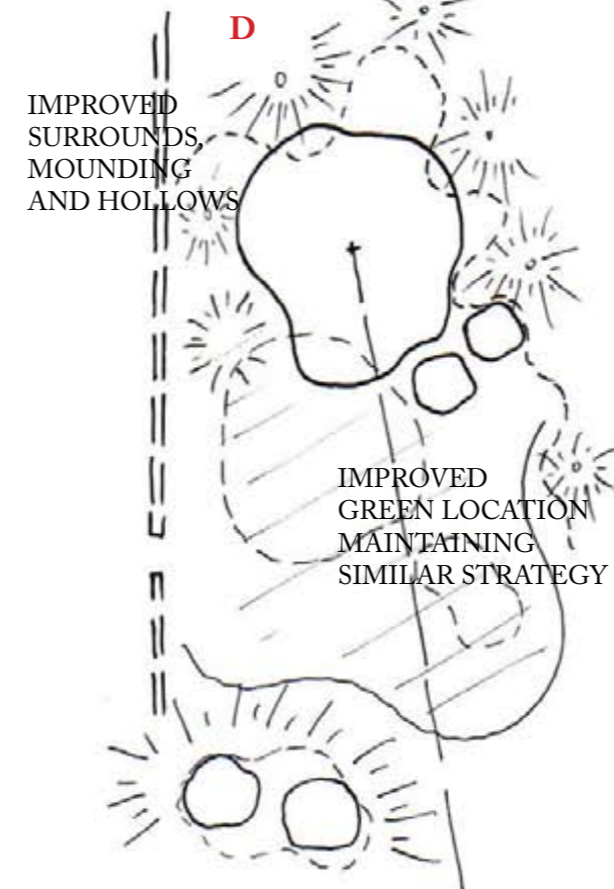 D
IMPROVED
SURROUNDS,
MOUNDING
AND HOLLOWS
IMPROVED
GREEN LOCATION
MAINTAINING
SIMILAR STRATEGY